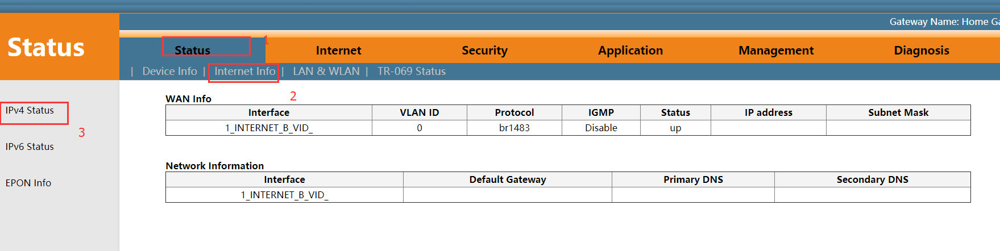 Gateway Name: Home Ga
Status
Status 1 Internet Security Application Management Diagnosis
| Device Info | Internet Info | LAN & WLAN | TR-069 Status
2
IPv4 Status
3
IPv6 Status
EPON Info
WAN Info
Interface VLAN ID Protocol IGMP Status IP address Subnet Mask
1_INTERNET_B_VID_ 0 br1483 Disable up
Network Information
Interface Default Gateway Primary DNS Secondary DNS
1_INTERNET_B_VID_